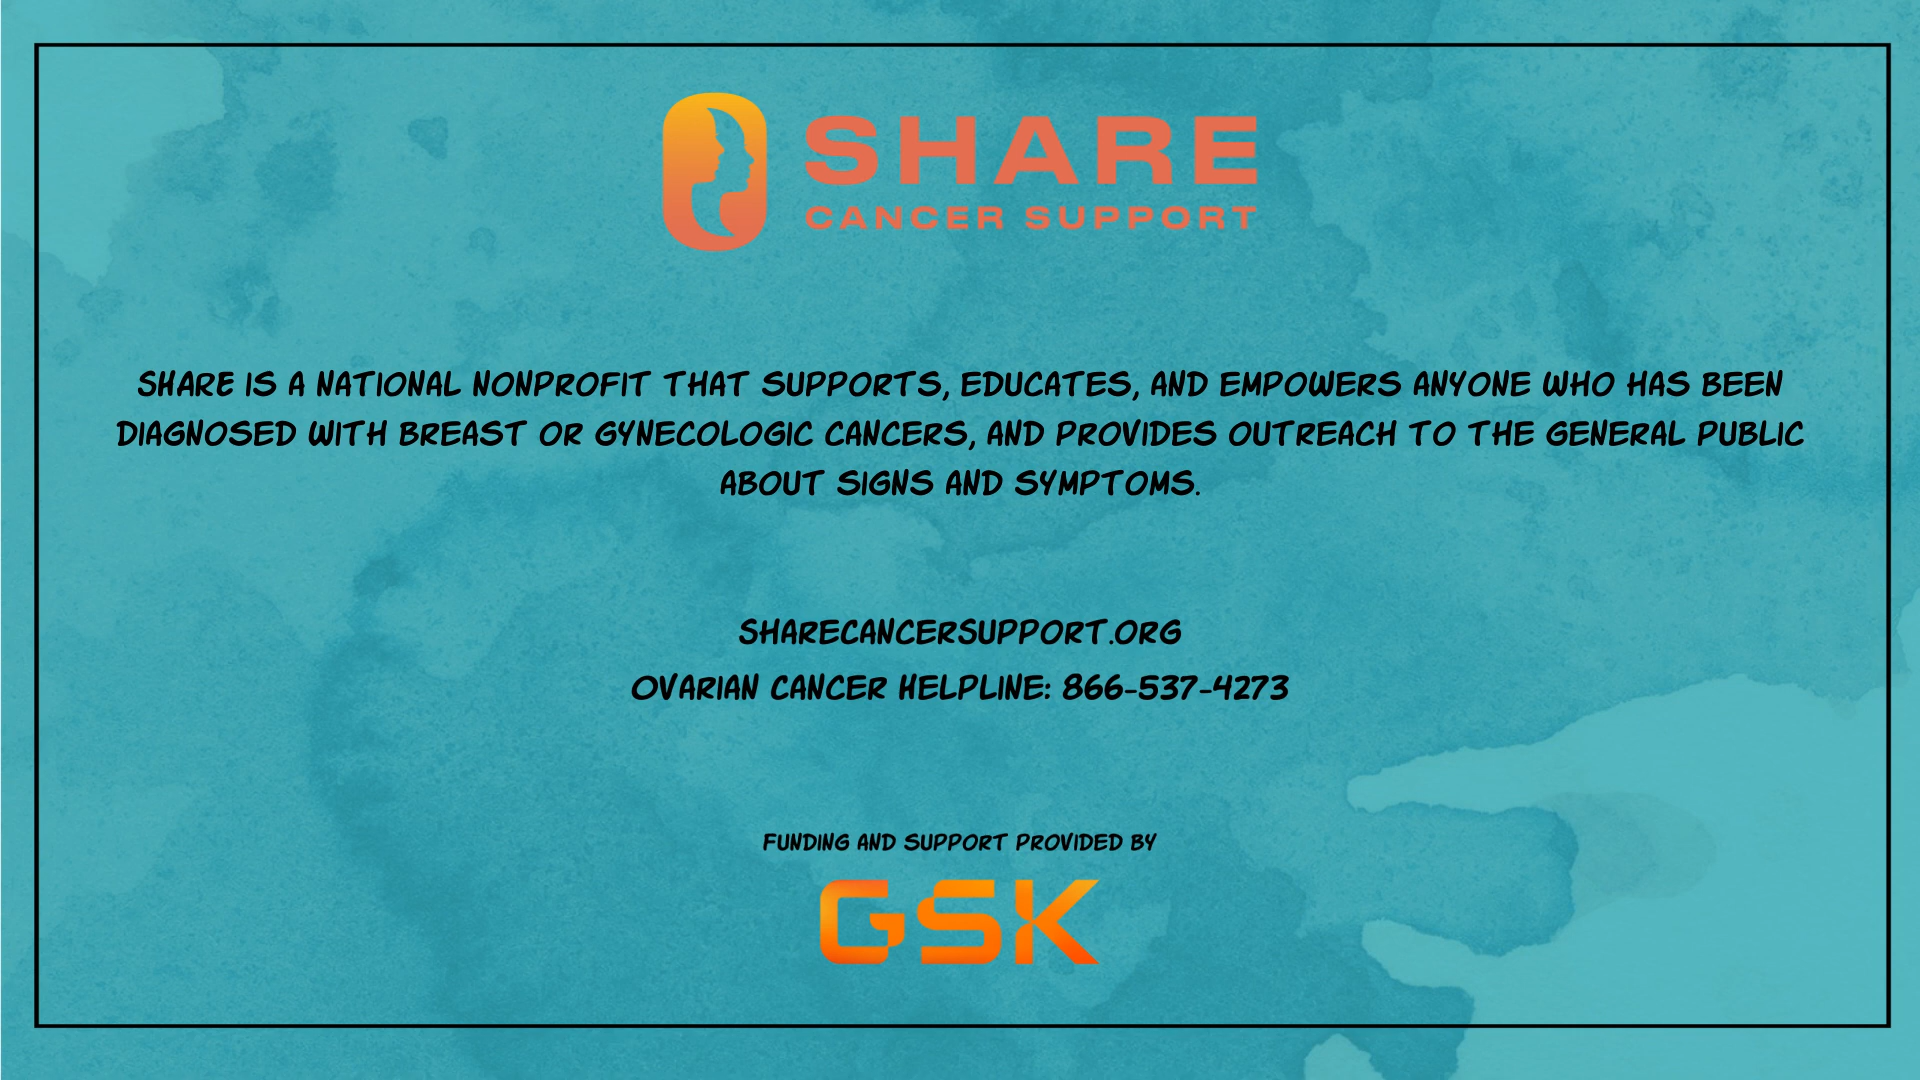 SHARE
CANCER SUPPORT
SHARE IS A NATIONAL NONPROFIT THAT SUPPORTS, EDUCATES, AND EMPOWERS ANYONE WHO HAS BEEN
DIAGNOSED WITH BREAST OR GYNECOLOGIC CANCERS, AND PROVIDES OUTREACH TO THE GENERAL PUBLIC
ABOUT SIGNS AND SYMPTOMS.
SHARECANCERSUPPORT.ORG
OVARIAN CANCER HELPLINE: 866-537-4273
FUNDING AND SUPPORT PROVIDED BY
GSK